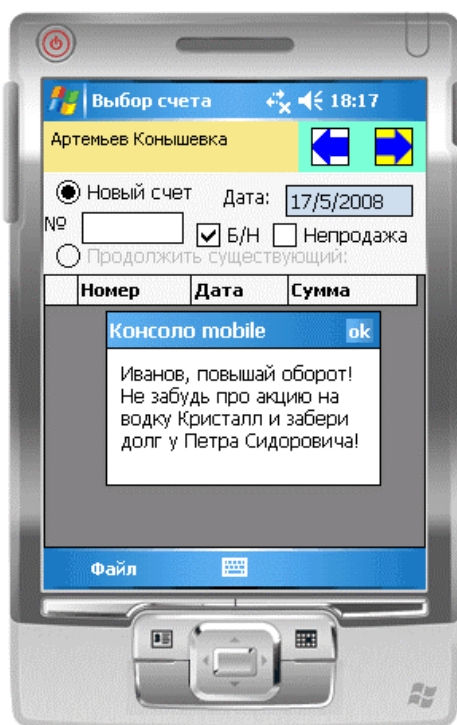 Выбор счета 18:17
Артемьев Конышевка
Новый счет Дата: 17/5/2008
№ Б/Н Непродажа
Продолжить существующий:
Номер Дата Сумма
Консоло mobile ok
Иванов, повышай оборот!
Не забудь про акцию на
водку Кристалл и забери
долг у Петра Сидоровича!
Файл